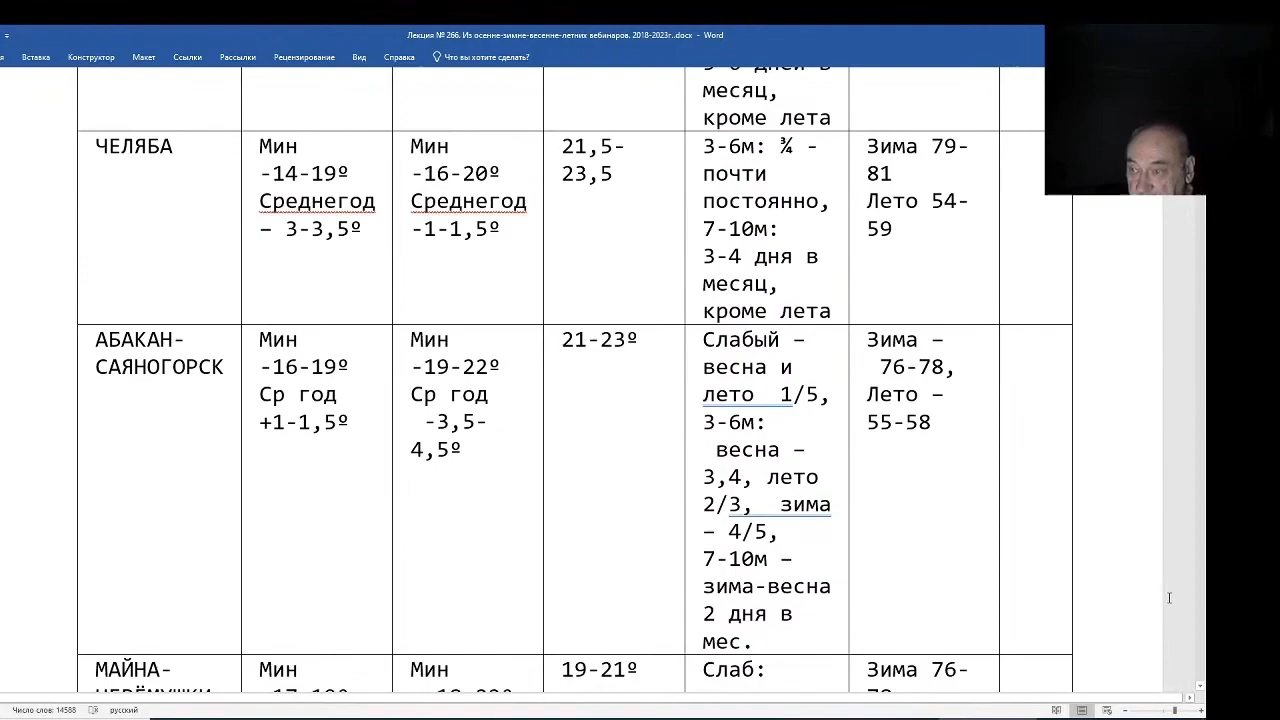 Лекция № 266. Из осенне-зимне-весенне-летних вебинаров. 2018-2023г..docx - Word
Вставка Конструктор Макет Ссылки Рассылки Рецензирование Вид Справка Что вы хотите сделать?
месяц,
кроме лета
ЧЕЛЯБА
Мин
-14-19º
Среднегод
– 3-3,5º
Мин
-16-20º
Среднегод
-1-1,5º
21,5-
23,5
3-6м: ¾ -
почти
постоянно,
7-10м:
3-4 дня в
месяц,
кроме лета
Зима 79-
81
Лето 54-
59
АБАКАН-
САЯНОГОРСК
Мин
-16-19º
Ср год
+1-1,5º
Мин
-19-22º
Ср год
-3,5-
4,5º
21-23º
Слабый –
весна и
лето 1/5,
3-6м:
весна –
3,4, лето
2/3, зима
– 4/5,
7-10м –
зима-весна
2 дня в
мес.
Зима –
76-78,
Лето –
55-58
МАЙНА-
Мин
Мин
19-21º
Слаб:
Зима 76-
Число слов: 14588 русский